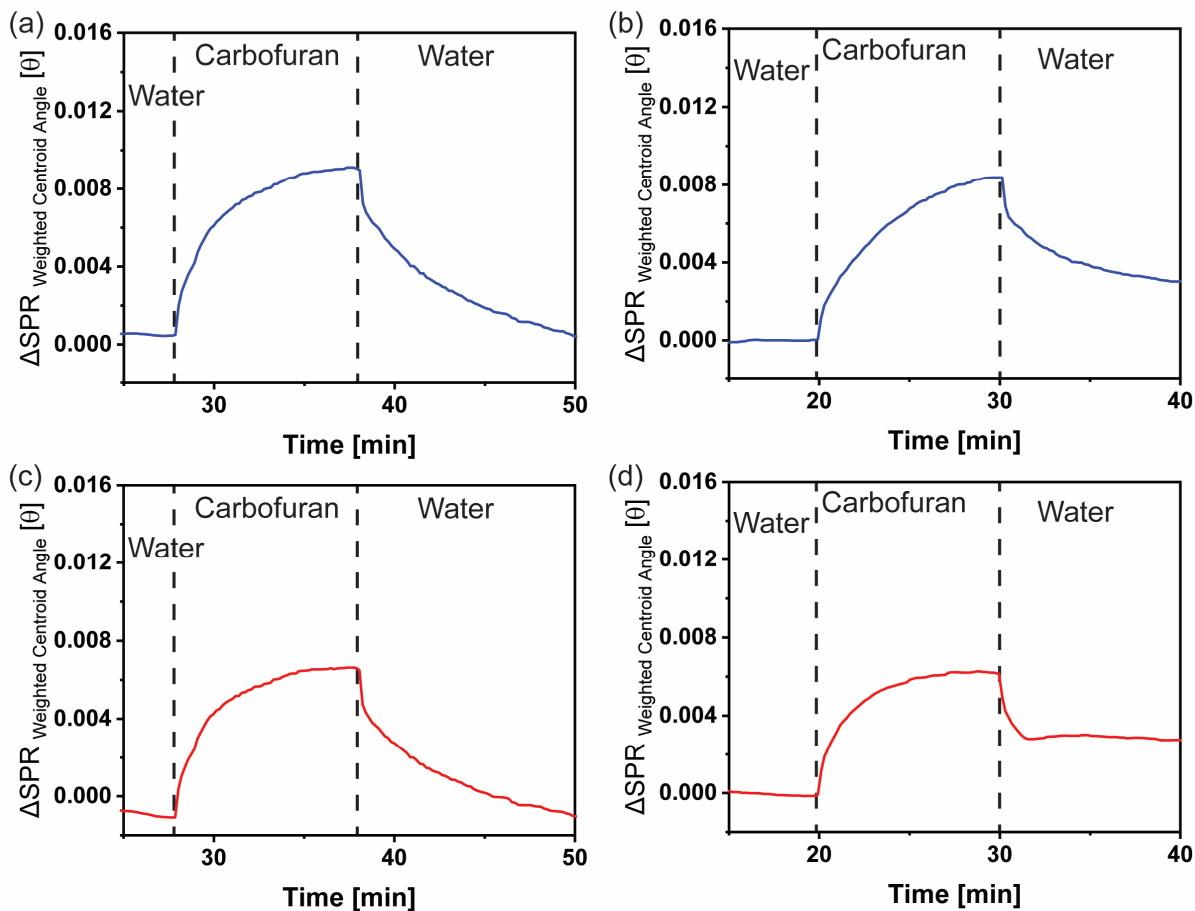 (a)
ΔSPR Weighted Centroid Angle [θ]
0.016
0.012
0.008
0.004
0.000
Water
Carbofuran
Water
30
40
50
Time [min]
(b)
ΔSPR Weighted Centroid Angle [θ]
0.016
0.012
0.008
0.004
0.000
Water
Carbofuran
Water
20
30
40
Time [min]
(c)
ΔSPR Weighted Centroid Angle [θ]
0.016
0.012
0.008
0.004
0.000
Water
Carbofuran
Water
30
40
50
Time [min]
(d)
ΔSPR Weighted Centroid Angle [θ]
0.016
0.012
0.008
0.004
0.000
Water
Carbofuran
Water
20
30
40
Time [min]